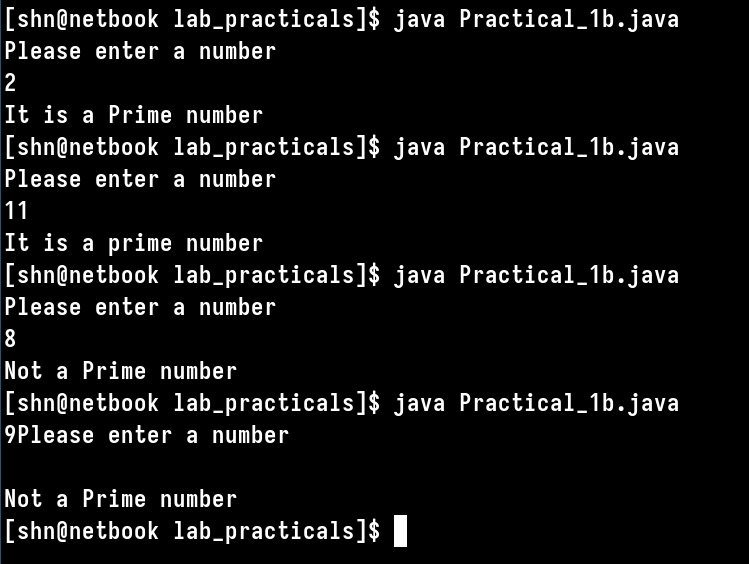 [shn@netbook lab_practicals]$ java Practical_1b.java
Please enter a number
2
It is a Prime number
[shn@netbook lab_practicals]$ java Practical_1b.java
Please enter a number
11
It is a prime number
[shn@netbook lab_practicals]$ java Practical_1b.java
Please enter a number
8
Not a Prime number
[shn@netbook lab_practicals]$ java Practical_1b.java
9Please enter a number
Not a Prime number
[shn@netbook lab_practicals]$